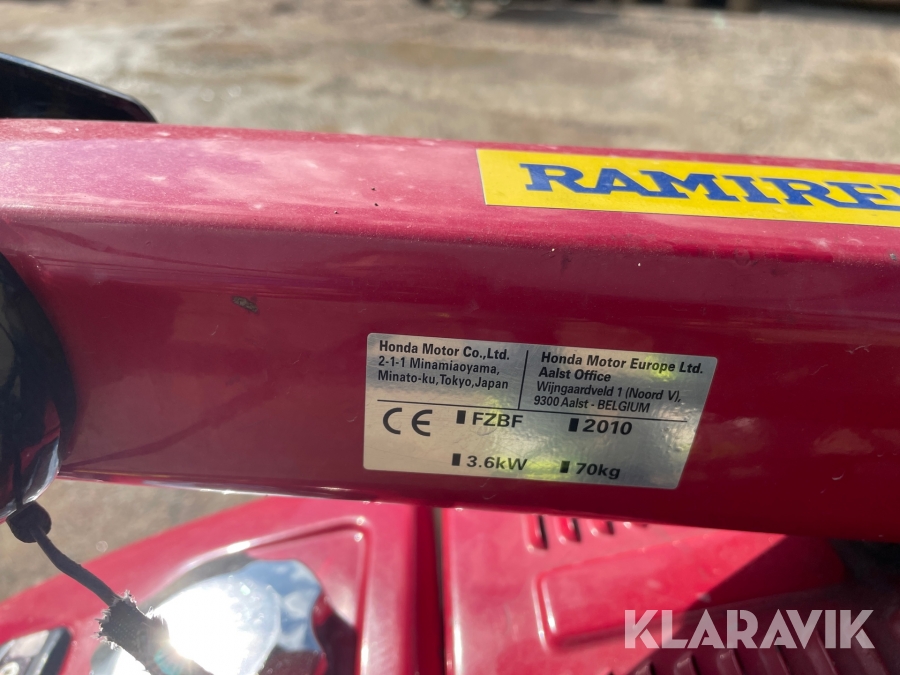 Honda Motor Co.,Ltd.
2-1-1 Minamiaoyama,
Minato-ku,Tokyo,Japan
Honda Motor Europe Ltd.
Aalst Office
Wijngaardveld 1 (Noord V),
9300 Aalst - BELGIUM
CE FZBF 2010
3.6kW 70kg
KLARAVIK